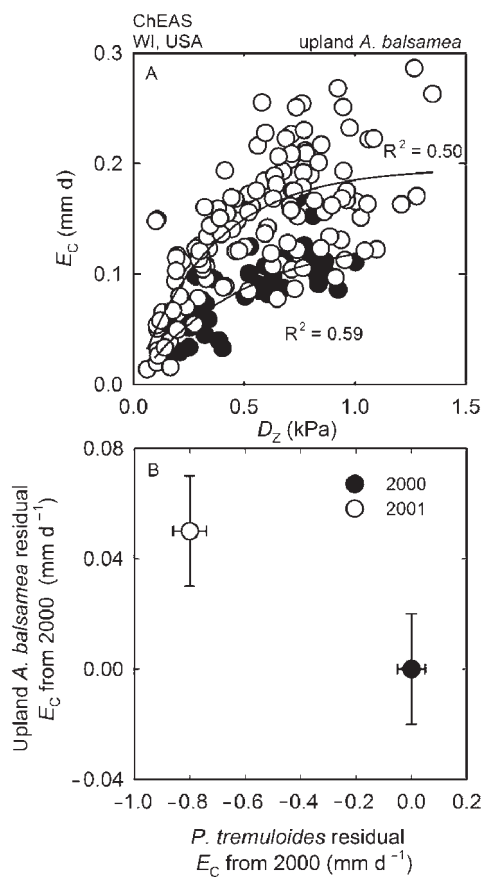 ChEAS
WI, USA upland A. balsamea
A
0.3
0.2
0.1
0.0
E_C (mm d)
R² = 0.50
R² = 0.59
0.0 0.5 1.0 1.5
D_Z (kPa)
B
2000
2001
0.08
0.04
0.00
−0.04
Upland A. balsamea residual
E_C from 2000 (mm d⁻¹)
−1.0 −0.8 −0.6 −0.4 −0.2 0.0 0.2
P. tremuloides residual
E_C from 2000 (mm d⁻¹)